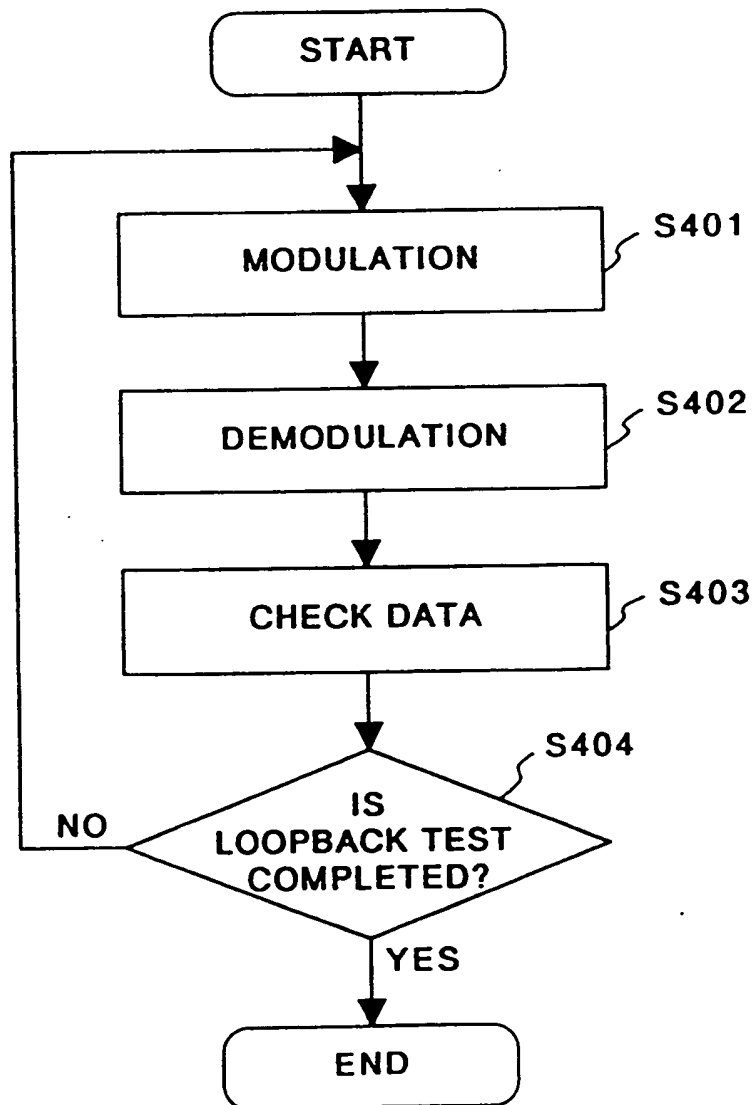 START
MODULATION
S401
DEMODULATION
S402
CHECK DATA
S403
S404
IS
LOOPBACK TEST
COMPLETED?
NO
YES
END